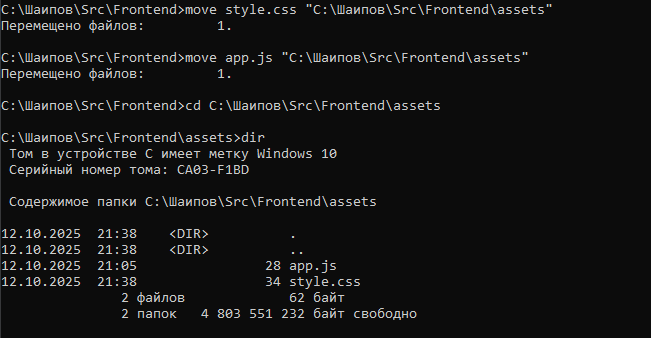 C:\Шаипов\Src\Frontend>move style.css "C:\Шаипов\Src\Frontend\assets"
Перемещено файлов:         1.
C:\Шаипов\Src\Frontend>move app.js "C:\Шаипов\Src\Frontend\assets"
Перемещено файлов:         1.
C:\Шаипов\Src\Frontend>cd C:\Шаипов\Src\Frontend\assets
C:\Шаипов\Src\Frontend\assets>dir
 Том в устройстве C имеет метку Windows 10
 Серийный номер тома: CA03-F1BD
 Содержимое папки C:\Шаипов\Src\Frontend\assets
12.10.2025  21:38    <DIR>          .
12.10.2025  21:38    <DIR>          ..
12.10.2025  21:05                28 app.js
12.10.2025  21:38                34 style.css
               2 файлов             62 байт
               2 папок   4 803 551 232 байт свободно